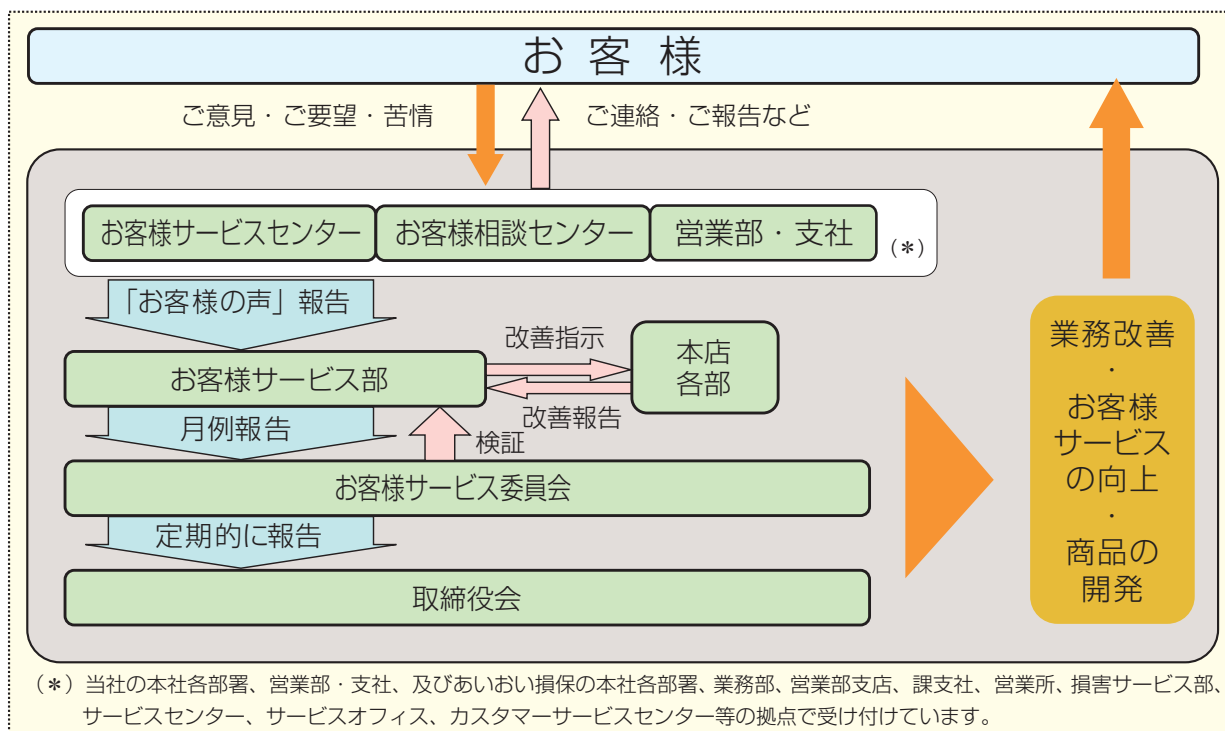 お客様
ご意見・ご要望・苦情
ご連絡・ご報告など
お客様サービスセンター
お客様相談センター
営業部・支社
(*)
「お客様の声」報告
改善指示
本店
各部
お客様サービス部
改善報告
月例報告
検証
お客様サービス委員会
定期的に報告
取締役会
業務改善
・
お客様
サービス
の向上
・
商品の
開発
(*)当社の本社各部署、営業部・支社、及びあいおい損保の本社各部署、業務部、営業部支店、課支社、営業所、損害サービス部、
サービスセンター、サービスオフィス、カスタマーサービスセンター等の拠点で受け付けています。